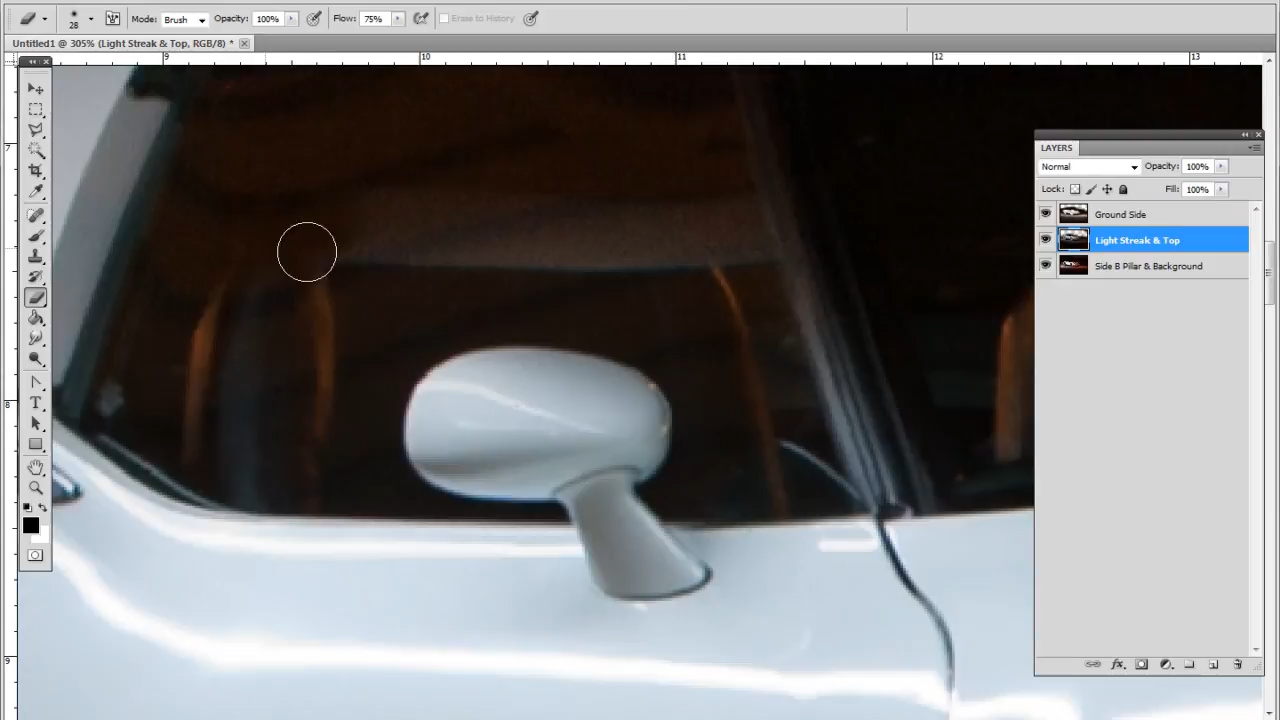 28 Mode: Brush Opacity: 100% Flow: 75% Erase to History
Untitled1 @ 305% (Light Streak & Top, RGB/8) *
9 10 11 12 13
7
8
9
LAYERS
Normal Opacity: 100%
Lock: Fill: 100%
Ground Side
Light Streak & Top
Side B Pillar & Background
T
fx